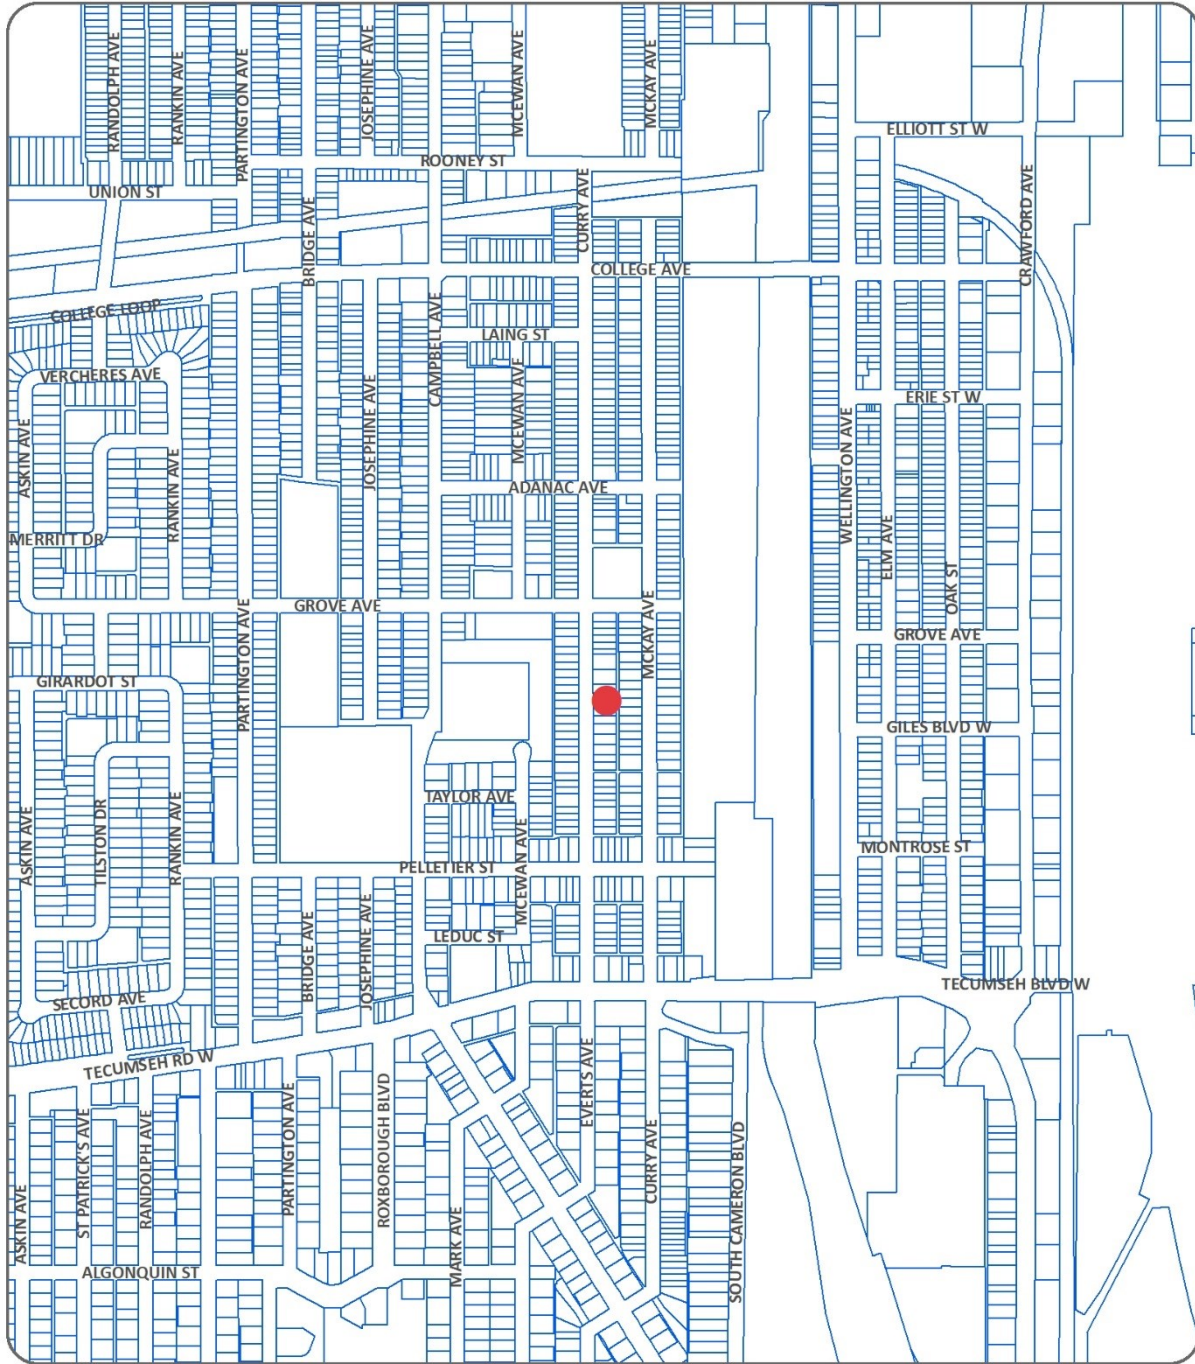 RANDOLPH AVE
RANKIN AVE
PARTINGTON AVE
JOSEPHINE AVE
MCEWAN AVE
MCKAY AVE
ELLIOTT ST W
ROONEY ST
UNION ST
CURRY AVE
CRAWFORD AVE
BRIDGE AVE
COLLEGE AVE
COLLEGE LOOP
CAMPBELL AVE
LAING ST
VERCHERES AVE
MCEWAN AVE
JOSEPHINE AVE
ERIE ST W
ASKIN AVE
RANKIN AVE
WELLINGTON AVE
ADANAC AVE
MERRITT DR
ELM AVE
OAK ST
GROVE AVE
PARTINGTON AVE
MCKAY AVE
GROVE AVE
GIRARDOT ST
GILES BLVD W
TAYLOR AVE
ASKIN AVE
TILSTON DR
RANKIN AVE
MONTROSE ST
PELLETIER ST
MCEWAN AVE
BRIDGE AVE
JOSEPHINE AVE
LEDUC ST
TECUMSEH BLVD W
SECORD AVE
TECUMSEH RD W
EVERTS AVE
ST PATRICK'S AVE
RANDOLPH AVE
PARTINGTON AVE
ROXBOROUGH BLVD
CURRY AVE
SOUTH CAMERON BLVD
ASKIN AVE
MARK AVE
ALGONQUIN ST